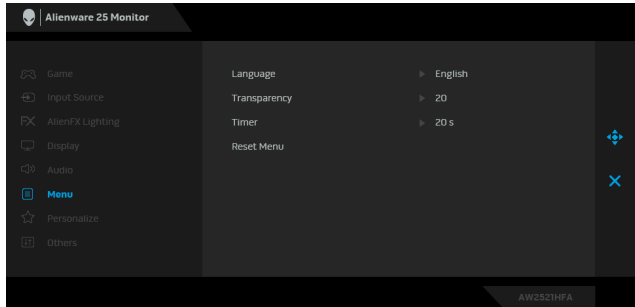 Alienware 25 Monitor
Game
Input Source
AlienFX Lighting
Display
Audio
Menu
Personalize
Others
Language English
Transparency 20
Timer 20 s
Reset Menu
AW2521HFA